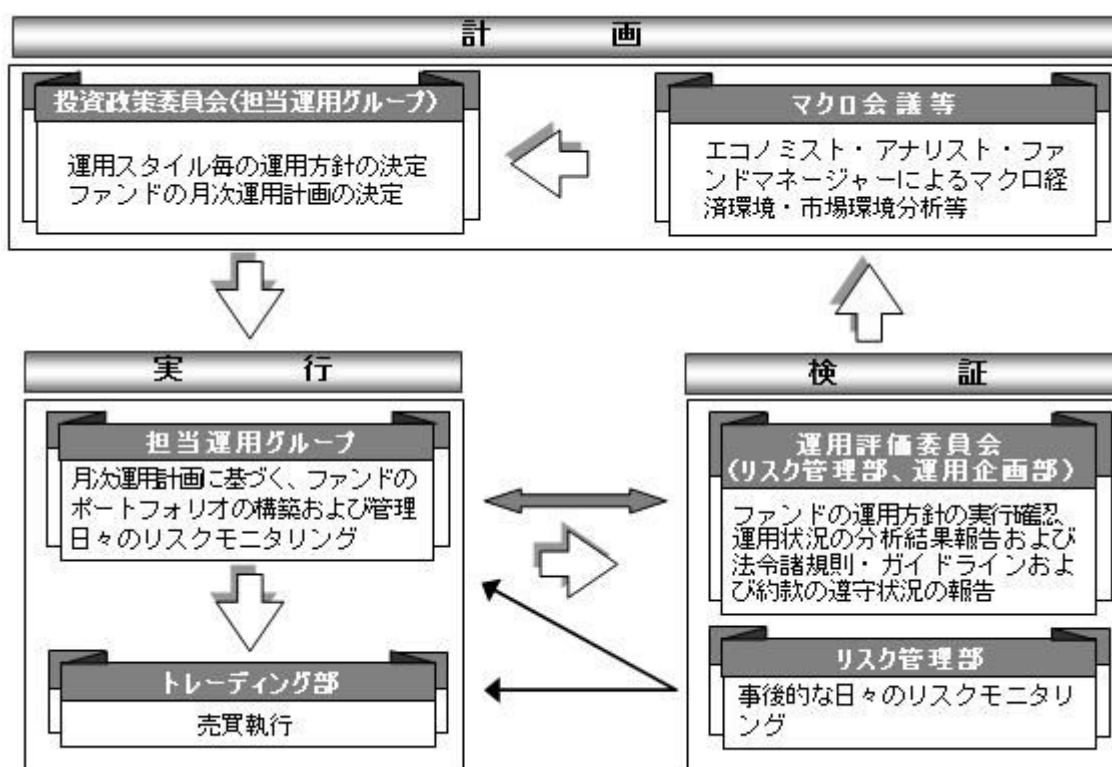 計　画
投資政策委員会(担当運用グループ)
運用スタイル毎の運用方針の決定
ファンドの月次運用計画の決定
マクロ会議等
エコノミスト・アナリスト・ファ
ンドマネージャーによるマクロ経
済環境・市場環境分析等
実　行
担当運用グループ
月次運用計画に基づく、ファンドの
ポートフォリオの構築および管理
日々のリスクモニタリング
トレーディング部
売買執行
検　証
運用評価委員会
(リスク管理部、運用企画部)
ファンドの運用方針の実行確認、
運用状況の分析結果報告および
法令諸規則・ガイドラインおよ
び約款の遵守状況の報告
リスク管理部
事後的な日々のリスクモニタリ
ング